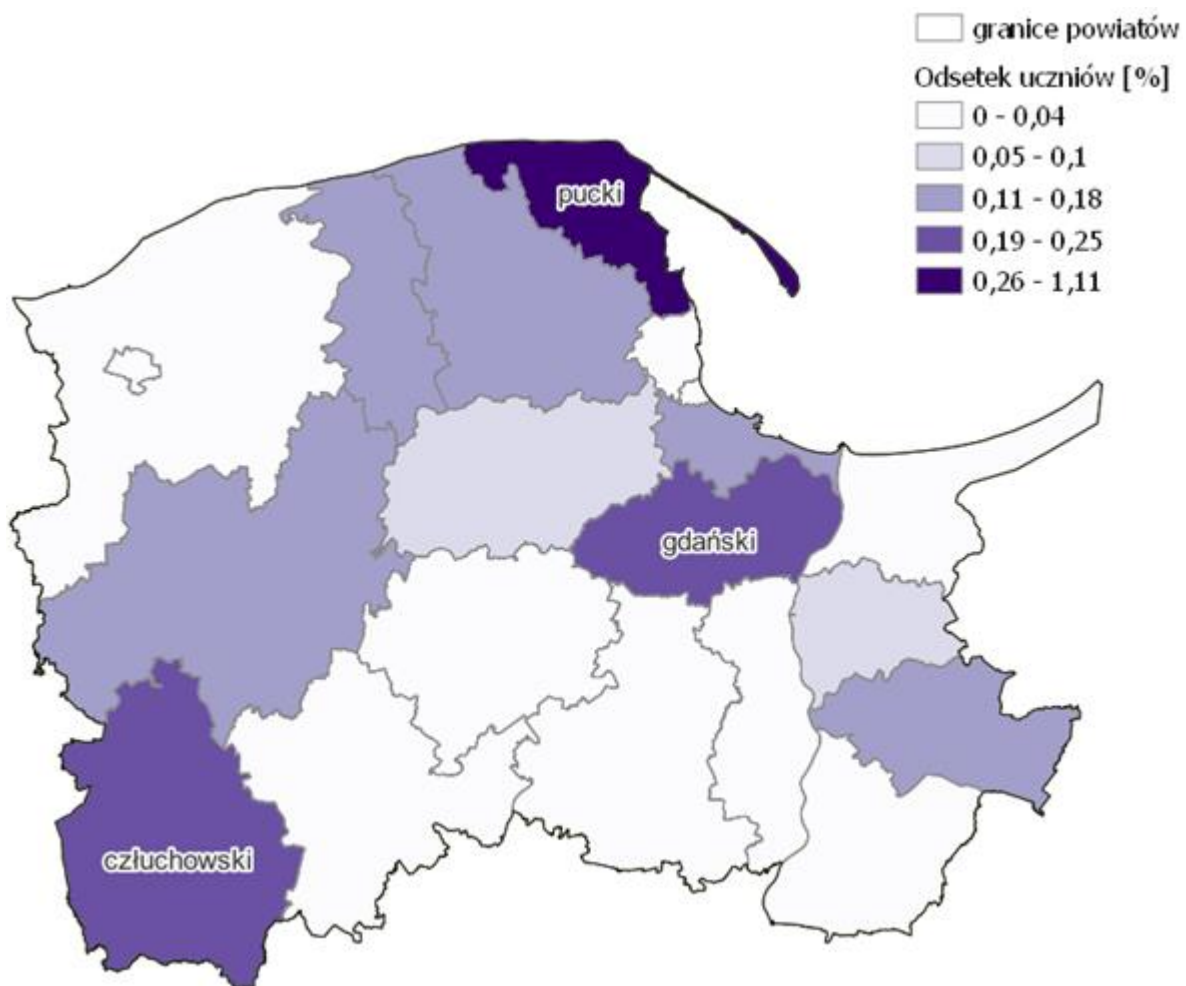 granice powiatów
Odsetek uczniów [%]
0 - 0,04
0,05 - 0,1
0,11 - 0,18
0,19 - 0,25
0,26 - 1,11
pucki
gdański
człuchowski